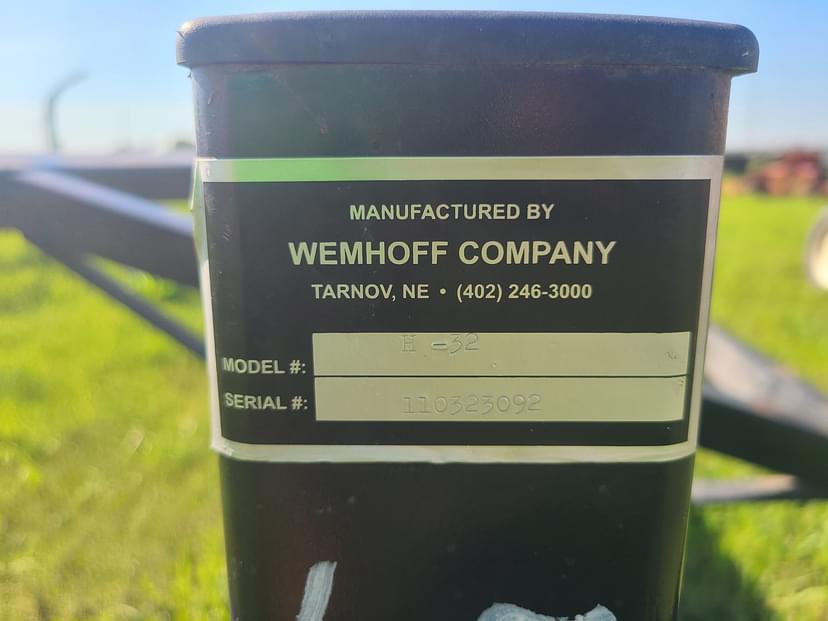 MANUFACTURED BY
WEMHOFF COMPANY
TARNOV, NE • (402) 246-3000
MODEL #: H -32
SERIAL #: 110323092